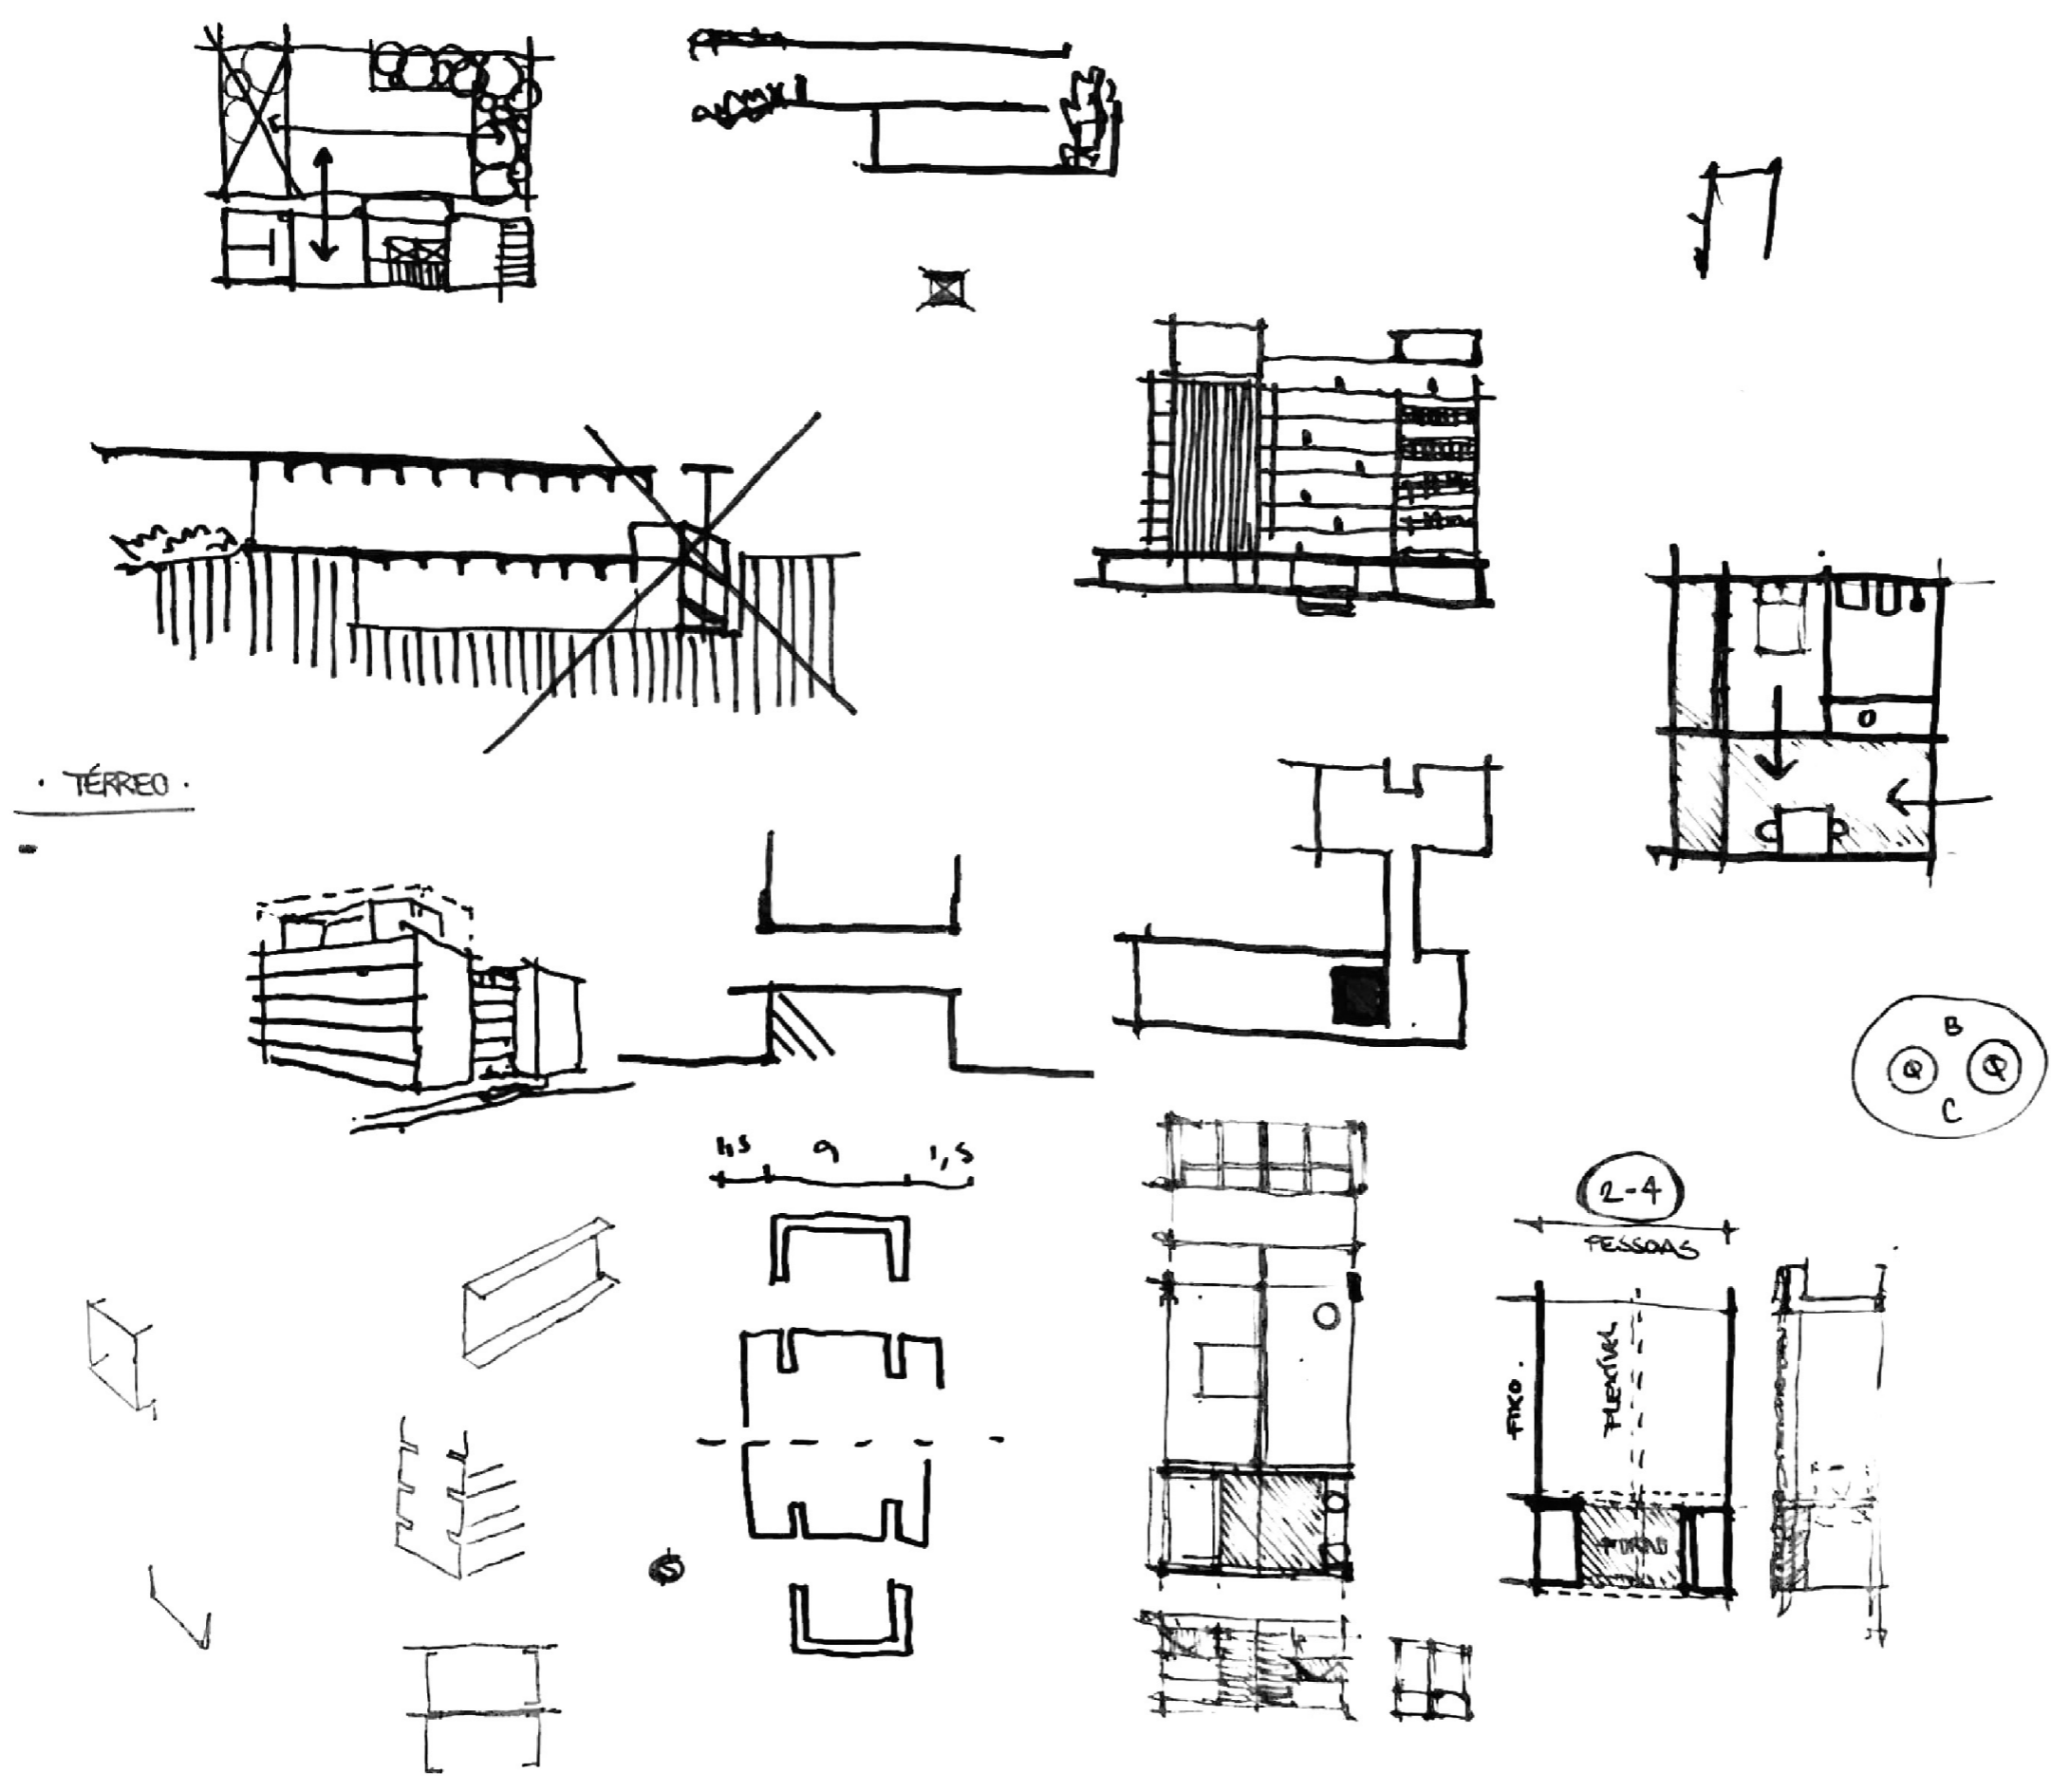 · TÉRREO ·
B
C
1,5 9 1,5
2-4
PESSOAS
FIXO.
FLEXÍVEL